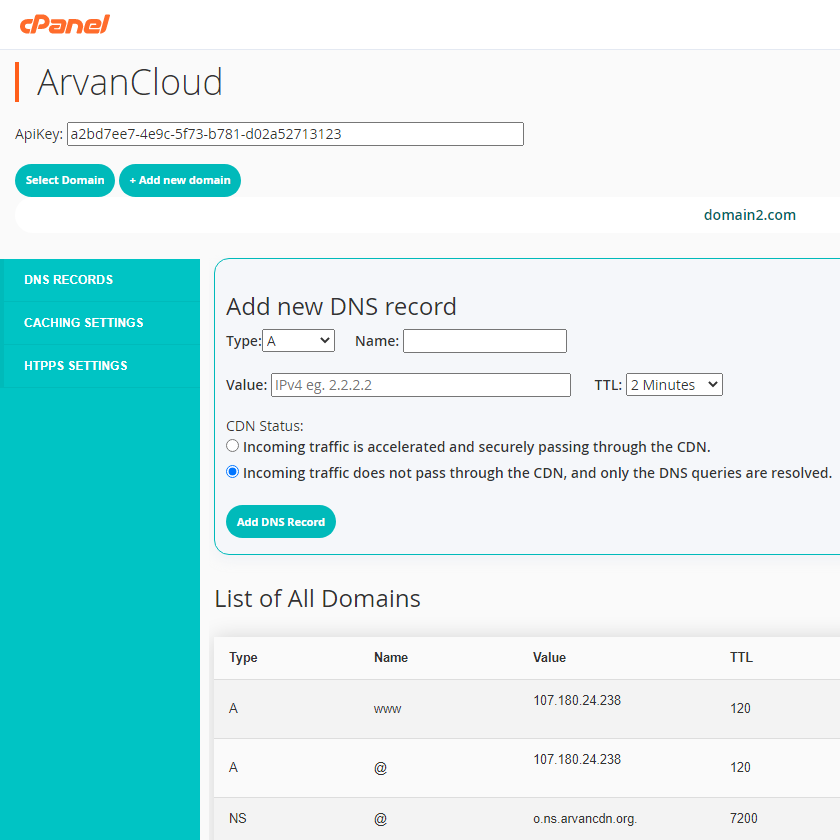 cPanel
ArvanCloud
ApiKey: a2bd7ee7-4e9c-5f73-b781-d02a52713123
Select Domain + Add new domain
domain2.com
DNS RECORDS
CACHING SETTINGS
HTPPS SETTINGS
Add new DNS record
Type: A Name:
Value: IPv4 eg. 2.2.2.2 TTL: 2 Minutes
CDN Status:
Incoming traffic is accelerated and securely passing through the CDN.
Incoming traffic does not pass through the CDN, and only the DNS queries are resolved.
Add DNS Record
List of All Domains
Type Name Value TTL
A www 107.180.24.238 120
A @ 107.180.24.238 120
NS @ o.ns.arvancdn.org. 7200